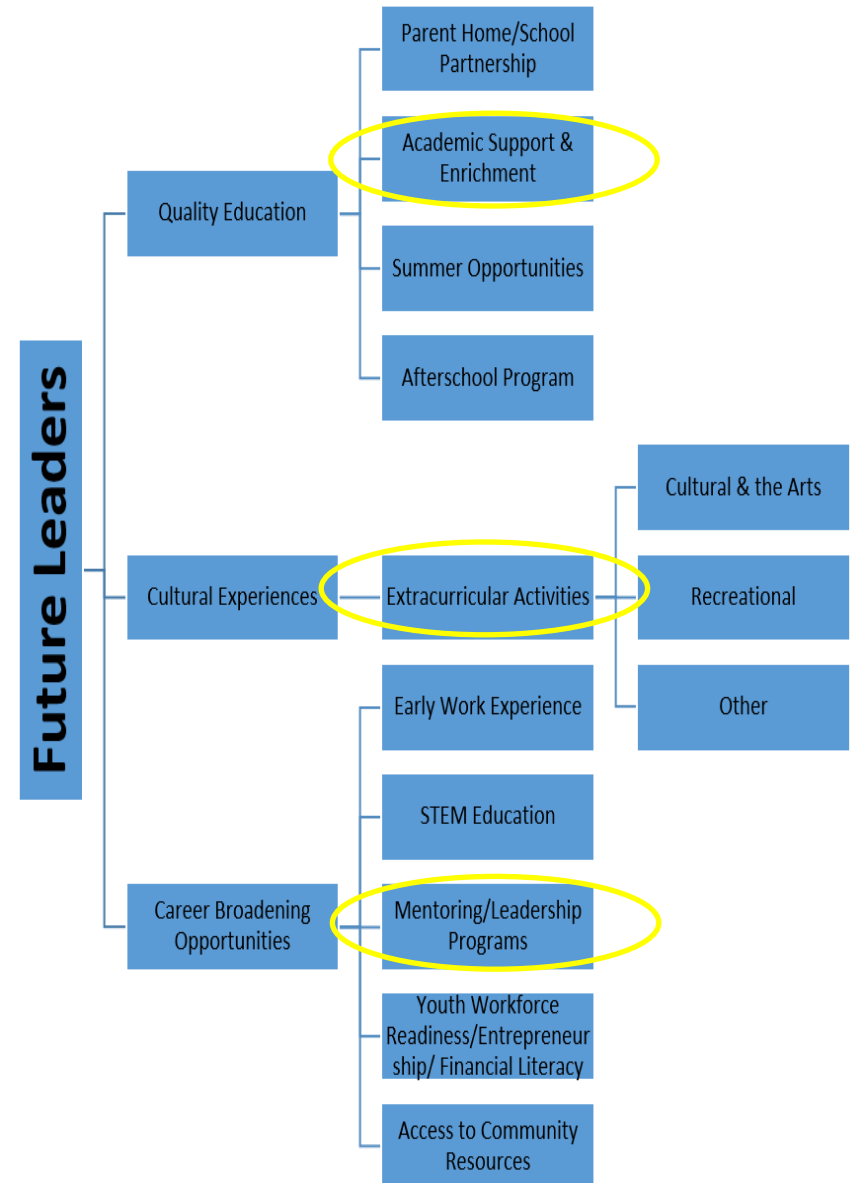 Future Leaders
Quality Education
Parent Home/School
Partnership
Academic Support &
Enrichment
Summer Opportunities
Afterschool Program
Cultural Experiences
Extracurricular Activities
Cultural & the Arts
Recreational
Other
Career Broadening
Opportunities
Early Work Experience
STEM Education
Mentoring/Leadership
Programs
Youth Workforce
Readiness/Entrepreneur
ship/ Financial Literacy
Access to Community
Resources